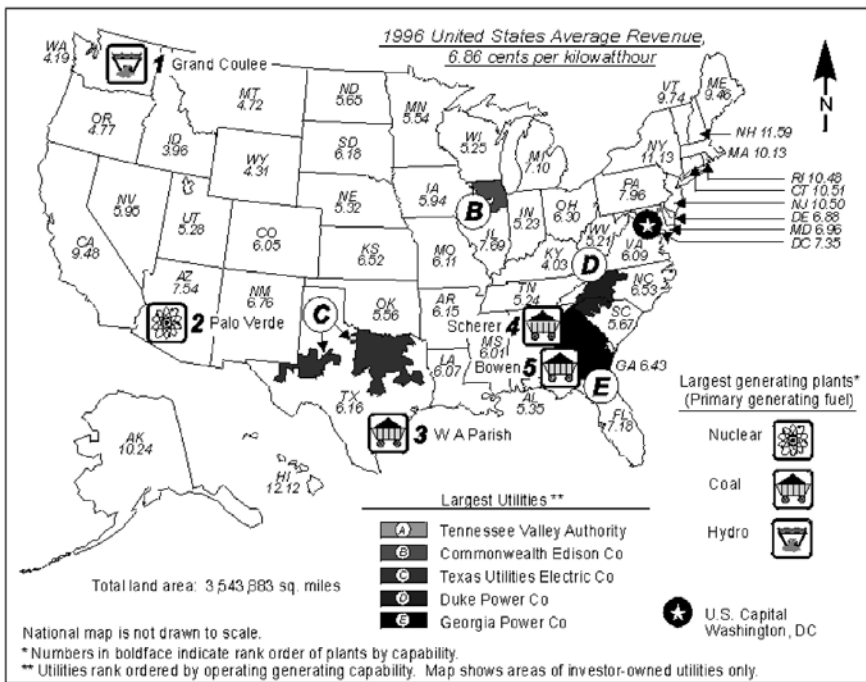 1996 United States Average Revenue,
6.86 cents per kilowatthour
N
WA
4.19
1 Grand Coulee
OR
4.77
ID
3.96
MT
4.72
WY
4.31
ND
5.65
SD
6.18
NE
5.32
KS
6.52
MN
5.54
IA
5.94
WI
5.25
MI
7.10
VT
9.74
ME
9.46
NH 11.59
MA 10.13
NY
11.13
RI 10.48
CT 10.51
NJ 10.50
DE 6.88
MD 6.96
DC 7.35
PA
7.96
OH
6.30
IN
5.23
IL
7.69
B
WV
5.21
VA
6.09
D
KY
4.03
NC
6.53
TN
5.24
SC
5.67
NV
5.95
UT
5.28
CO
6.05
CA
9.48
AZ
7.54
NM
6.76
2 Palo Verde
C
OK
5.56
MO
6.11
AR
6.15
MS
6.01
LA
6.07
TX
6.16
Scherer 4
Bowen 5
AL
5.35
GA 6.43
E
FL
7.18
3 W A Parish
AK
10.24
HI
12.12
Largest generating plants*
(Primary generating fuel)
Nuclear
Coal
Hydro
Largest Utilities **
A Tennessee Valley Authority
B Commonwealth Edison Co
C Texas Utilities Electric Co
D Duke Power Co
E Georgia Power Co
U.S. Capital
Washington, DC
Total land area: 3,543,883 sq. miles
National map is not drawn to scale.
* Numbers in boldface indicate rank order of plants by capability.
** Utilities rank ordered by operating generating capability. Map shows areas of investor-owned utilities only.